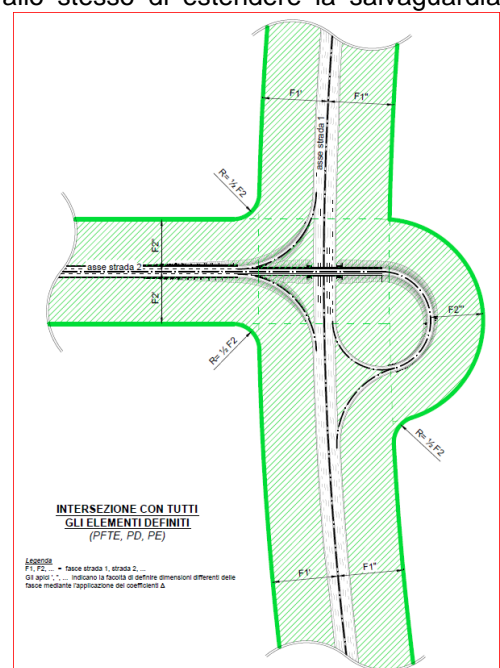 allo stesso di estendere la salvaguardia
F1' F1"
asse strada 1
R= ½ F2
F2"
asse strada 2
F2'
F2'''
R= ½ F2
R= ½ F2
INTERSEZIONE CON TUTTI
GLI ELEMENTI DEFINITI
(PFTE, PD, PE)
F1' F1"
Legenda
F1, F2, ... = fasce strada 1, strada 2, ...
Gli apici ', ", ... indicano la facoltà di definire dimensioni differenti delle
fasce mediante l'applicazione dei coefficienti Δ